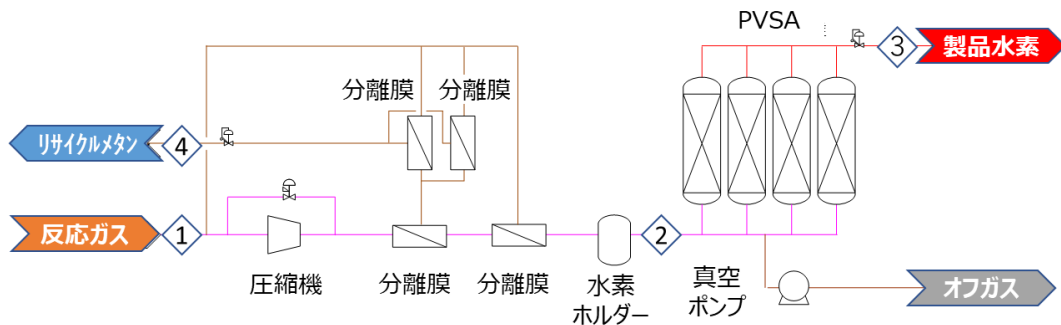 PVSA
3
製品水素
分離膜 分離膜
リサイクルメタン
4
反応ガス
1
2
圧縮機
分離膜
分離膜
水素
ホルダー
真空
ポンプ
オフガス